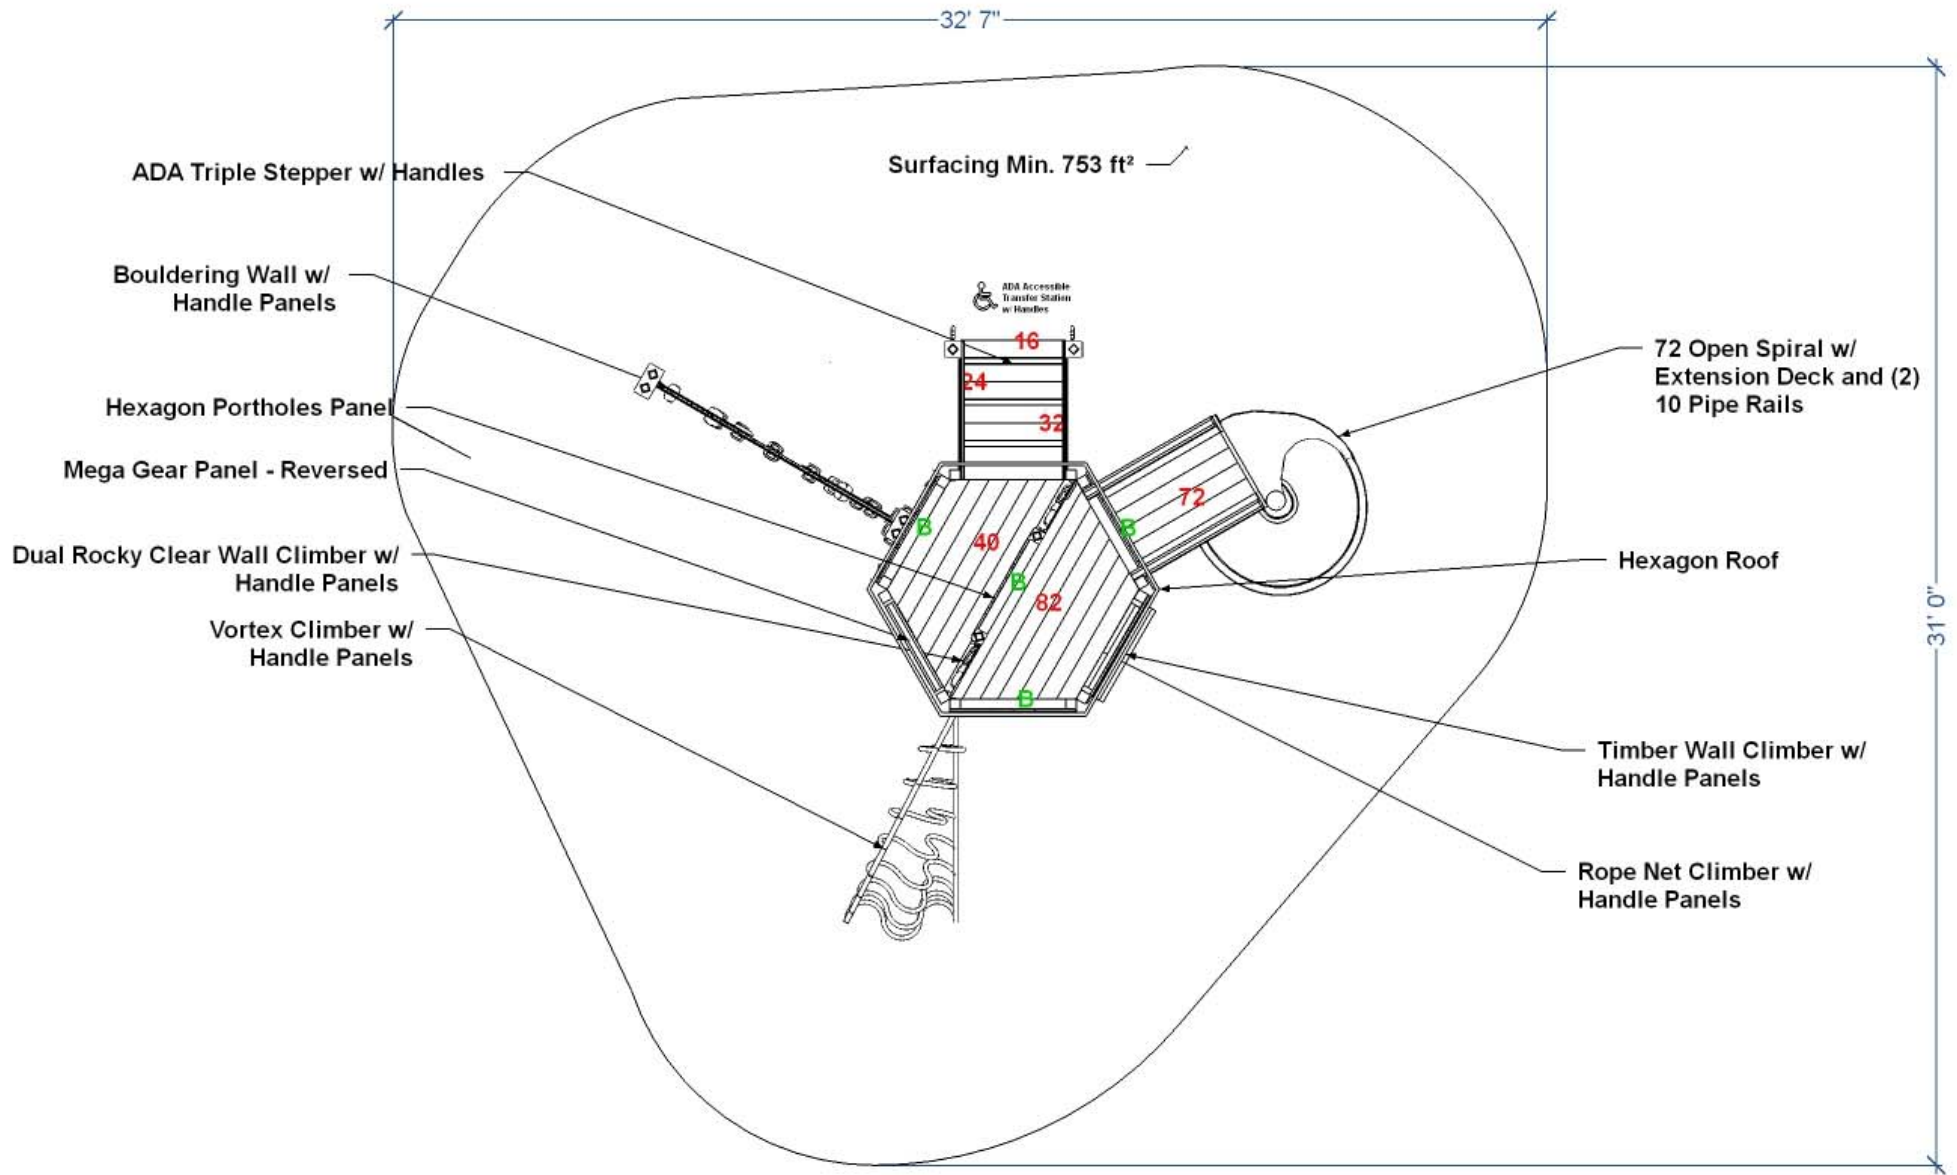 32' 7"
Surfacing Min. 753 ft²
ADA Triple Stepper w/ Handles
Bouldering Wall w/
Handle Panels
Hexagon Portholes Panel
Mega Gear Panel - Reversed
Dual Rocky Clear Wall Climber w/
Handle Panels
Vortex Climber w/
Handle Panels
ADA Accessible
Transfer Station
w/ Handles
16
24
32
72
B
B
40
B
82
B
72 Open Spiral w/
Extension Deck and (2)
10 Pipe Rails
Hexagon Roof
31' 0"
Timber Wall Climber w/
Handle Panels
Rope Net Climber w/
Handle Panels